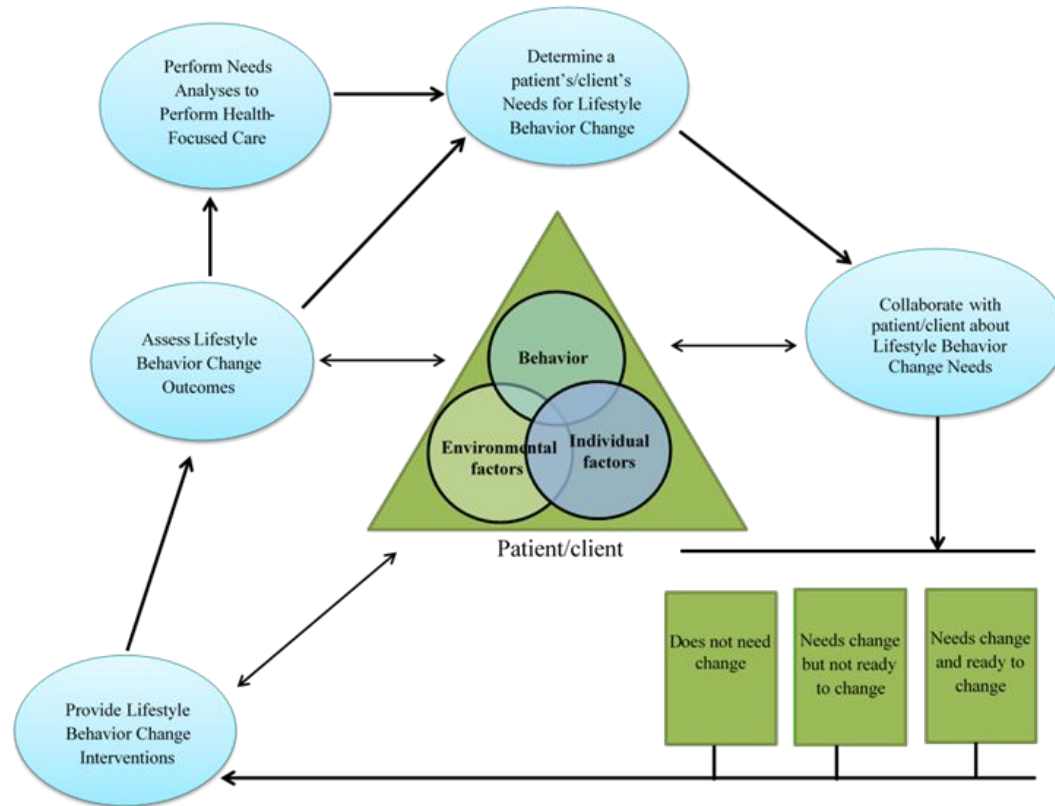 Perform Needs
Analyses to
Perform Health-
Focused Care
Determine a
patient’s/client’s
Needs for Lifestyle
Behavior Change
Assess Lifestyle
Behavior Change
Outcomes
Behavior
Environmental
factors
Individual
factors
Patient/client
Collaborate with
patient/client about
Lifestyle Behavior
Change Needs
Does not need
change
Needs change
but not ready
to change
Needs change
and ready to
change
Provide Lifestyle
Behavior Change
Interventions